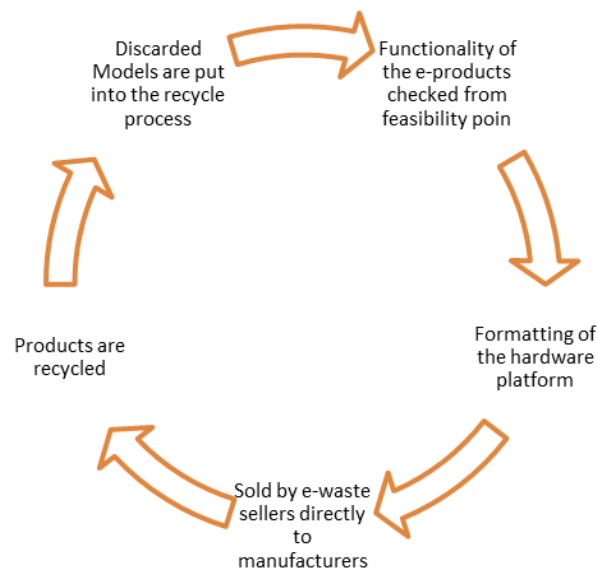 Discarded
Models are put
into the recycle
process
Functionality of
the e-products
checked from
feasibility poin
Formatting of
the hardware
platform
Sold by e-waste
sellers directly
to
manufacturers
Products are
recycled